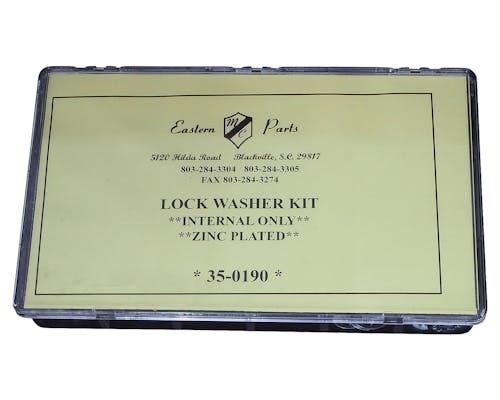 Eastern MC Parts
5120 Hilda Road Blackville, S.C. 29817
803-284-3304 803-284-3305
FAX 803-284-3274
LOCK WASHER KIT
**INTERNAL ONLY**
**ZINC PLATED**
* 35-0190 *